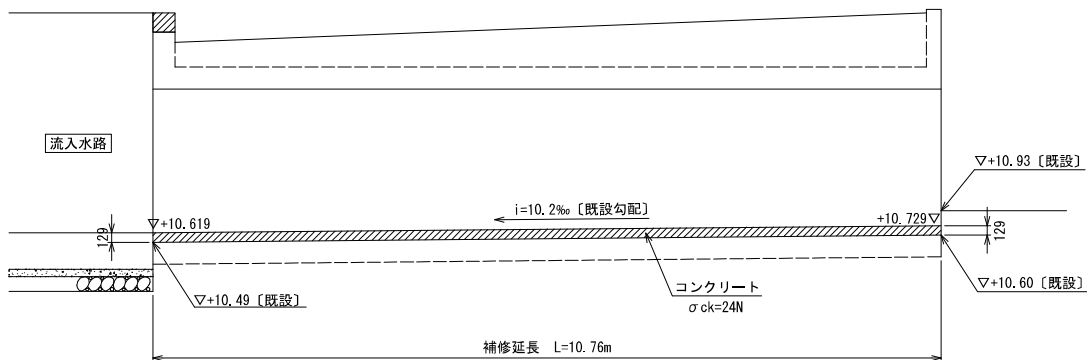 流入水路
▽+10.93〔既設〕
i=10.2‰〔既設勾配〕
▽+10.619
+10.729▽
129
129
▽+10.49〔既設〕
コンクリート
σck=24N
▽+10.60〔既設〕
補修延長 L=10.76m